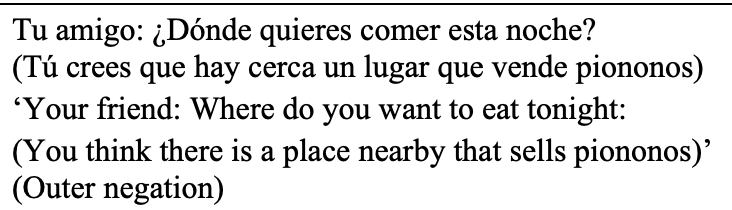 Tu amigo: ¿Dónde quieres comer esta noche?
(Tú crees que hay cerca un lugar que vende piononos)
‘Your friend: Where do you want to eat tonight:
(You think there is a place nearby that sells piononos)’
(Outer negation)